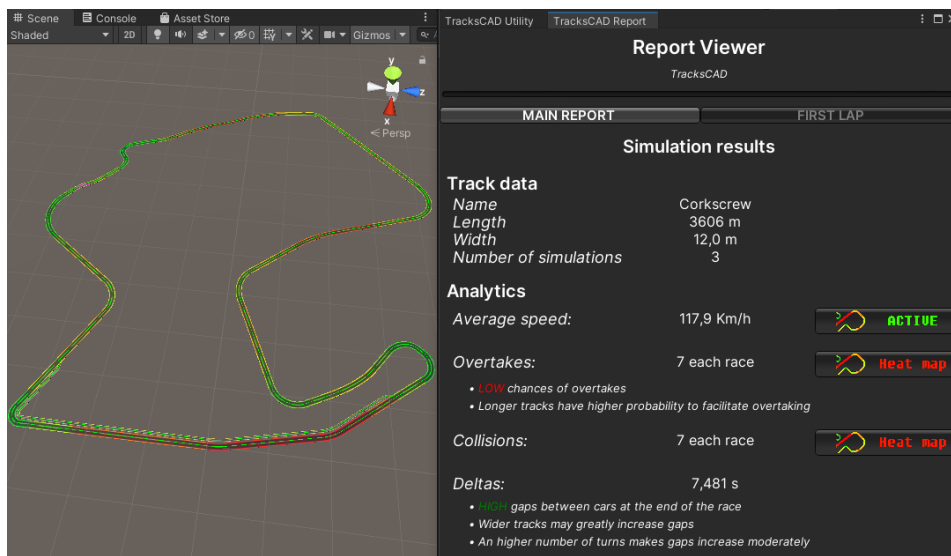 Scene Console Asset Store
Shaded 2D Gizmos
y
z
x
Persp
TracksCAD Utility TracksCAD Report
Report Viewer
TracksCAD
MAIN REPORT FIRST LAP
Simulation results
Track data
Name Corkscrew
Length 3606 m
Width 12,0 m
Number of simulations 3
Analytics
Average speed: 117,9 Km/h ACTIVE
Overtakes: 7 each race Heat map
• LOW chances of overtakes
• Longer tracks have higher probability to facilitate overtaking
Collisions: 7 each race Heat map
Deltas: 7,481 s
• HIGH gaps between cars at the end of the race
• Wider tracks may greatly increase gaps
• An higher number of turns makes gaps increase moderately